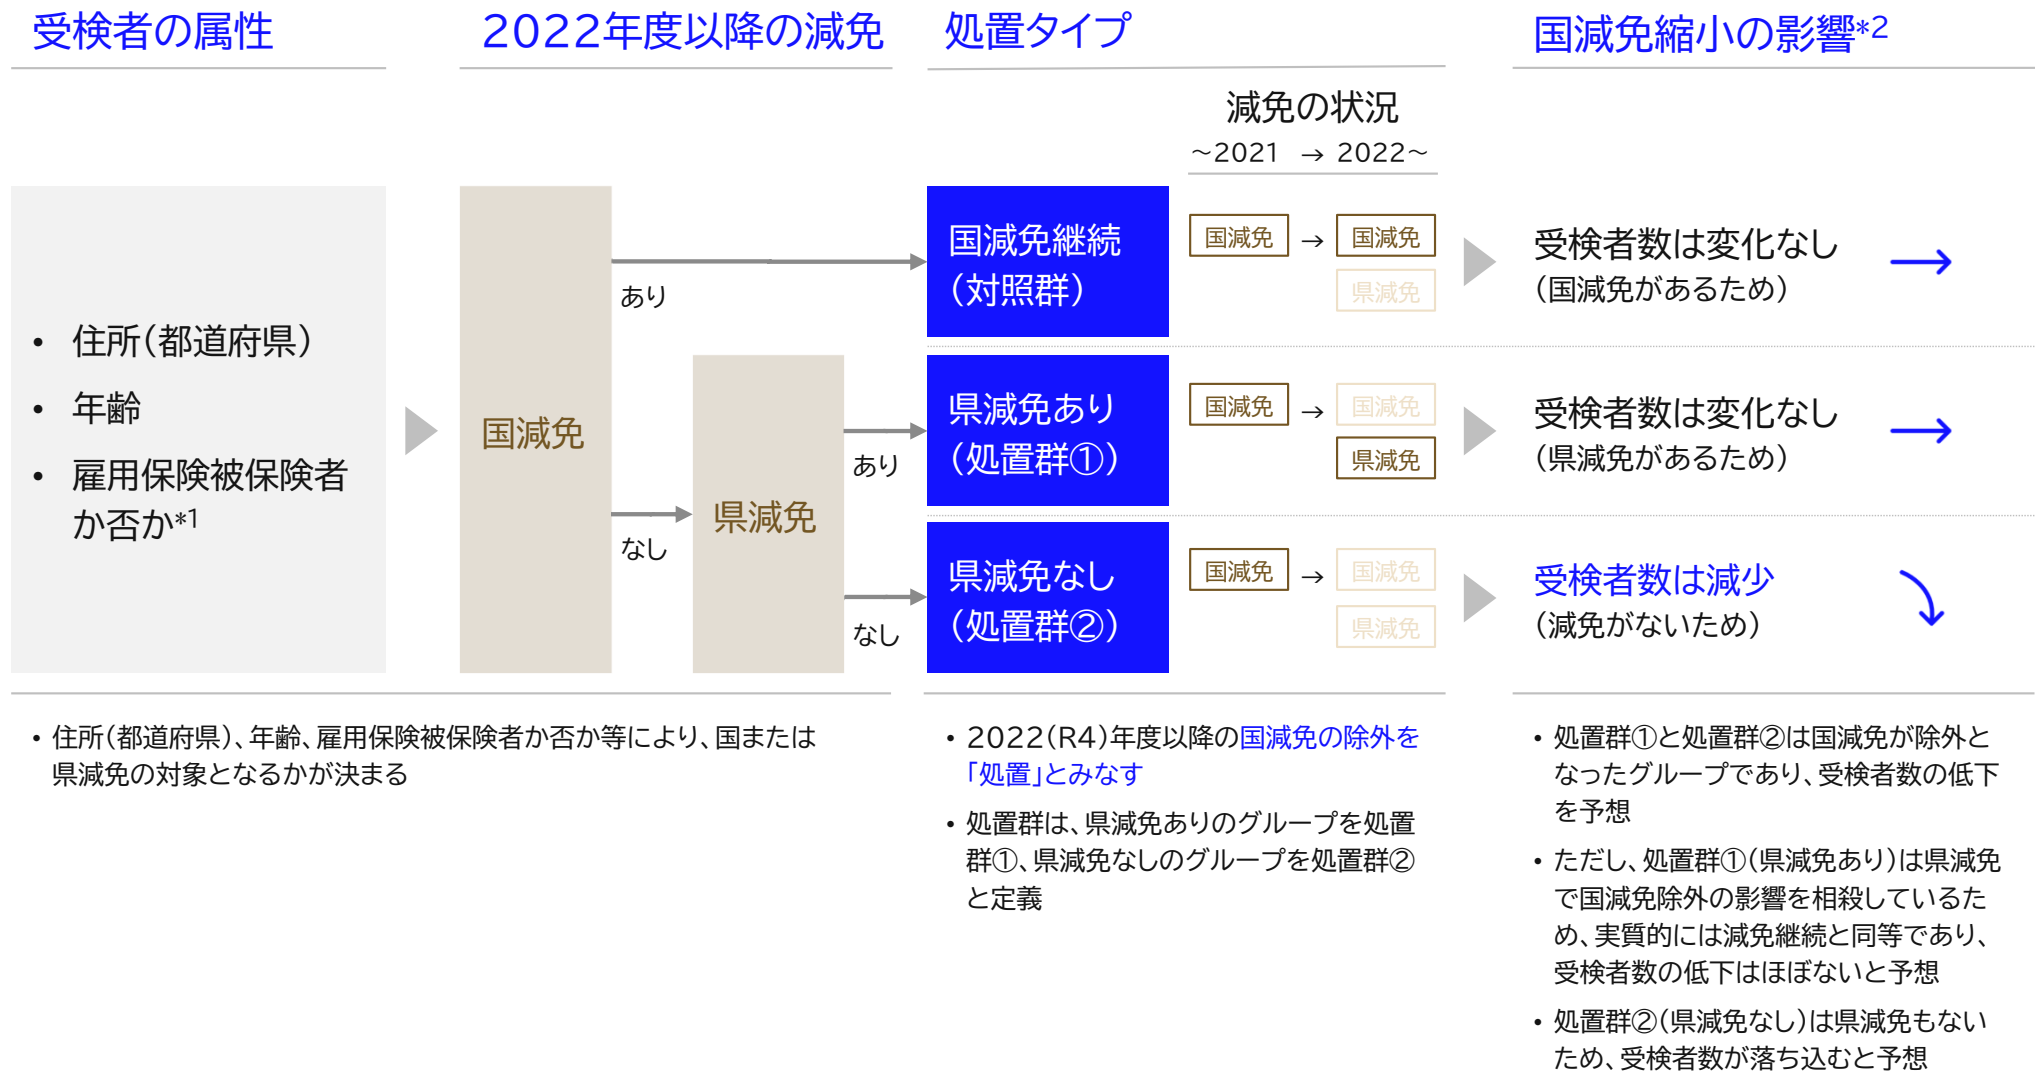 受検者の属性
2022年度以降の減免
処置タイプ
国減免縮小の影響*2
減免の状況
～2021 → 2022～
• 住所（都道府県）
• 年齢
• 雇用保険被保険者
か否か*1
国減免
あり
なし
県減免
あり
なし
国減免継続
（対照群）
国減免 → 国減免
県減免
受検者数は変化なし
（国減免があるため）
県減免あり
（処置群①）
国減免 → 国減免
県減免
受検者数は変化なし
（県減免があるため）
県減免なし
（処置群②）
国減免 → 国減免
県減免
受検者数は減少
（減免がないため）
• 住所（都道府県）、年齢、雇用保険被保険者か否か等により、国または
県減免の対象となるかが決まる
• 2022（R4）年度以降の国減免の除外を
「処置」とみなす
• 処置群は、県減免ありのグループを処置
群①、県減免なしのグループを処置群②
と定義
• 処置群①と処置群②は国減免が除外と
なったグループであり、受検者数の低下
を予想
• ただし、処置群①（県減免あり）は県減免
で国減免除外の影響を相殺しているた
め、実質的には減免継続と同等であり、
受検者数の低下はほぼないと予想
• 処置群②（県減免なし）は県減免もない
ため、受検者数が落ち込むと予想